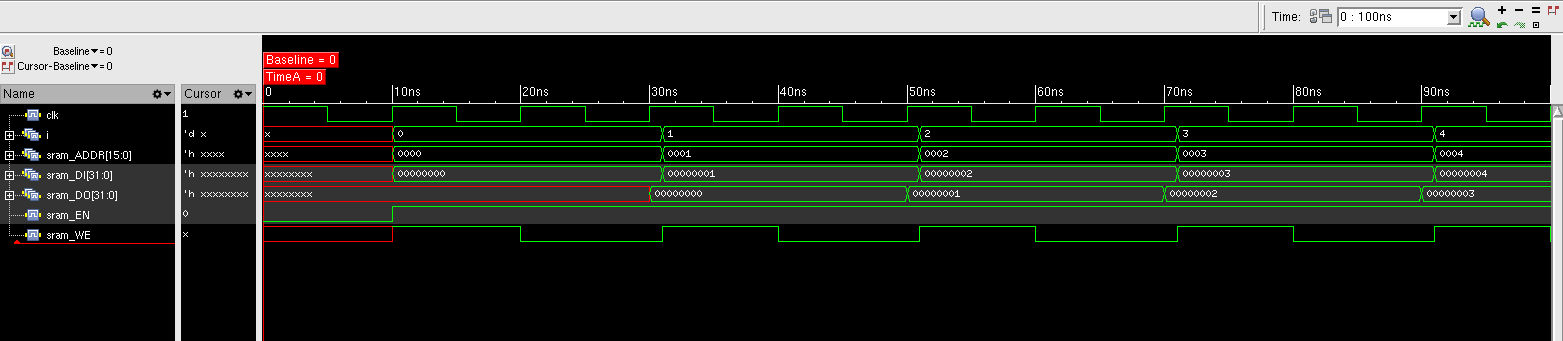 Time: 0 : 100ns
Baseline = 0
Cursor-Baseline = 0
Baseline = 0
TimeA = 0
Name Cursor 0 10ns 20ns 30ns 40ns 50ns 60ns 70ns 80ns 90ns
clk 1
i 'd x x 0 1 2 3 4
sram_ADDR[15:0] 'h xxxx xxxx 0000 0001 0002 0003 0004
sram_DI[31:0] 'h xxxxxxxx xxxxxxxx 00000000 00000001 00000002 00000003 00000004
sram_DO[31:0] 'h xxxxxxxx xxxxxxxx 00000000 00000001 00000002 00000003
sram_EN 0
sram_WE x